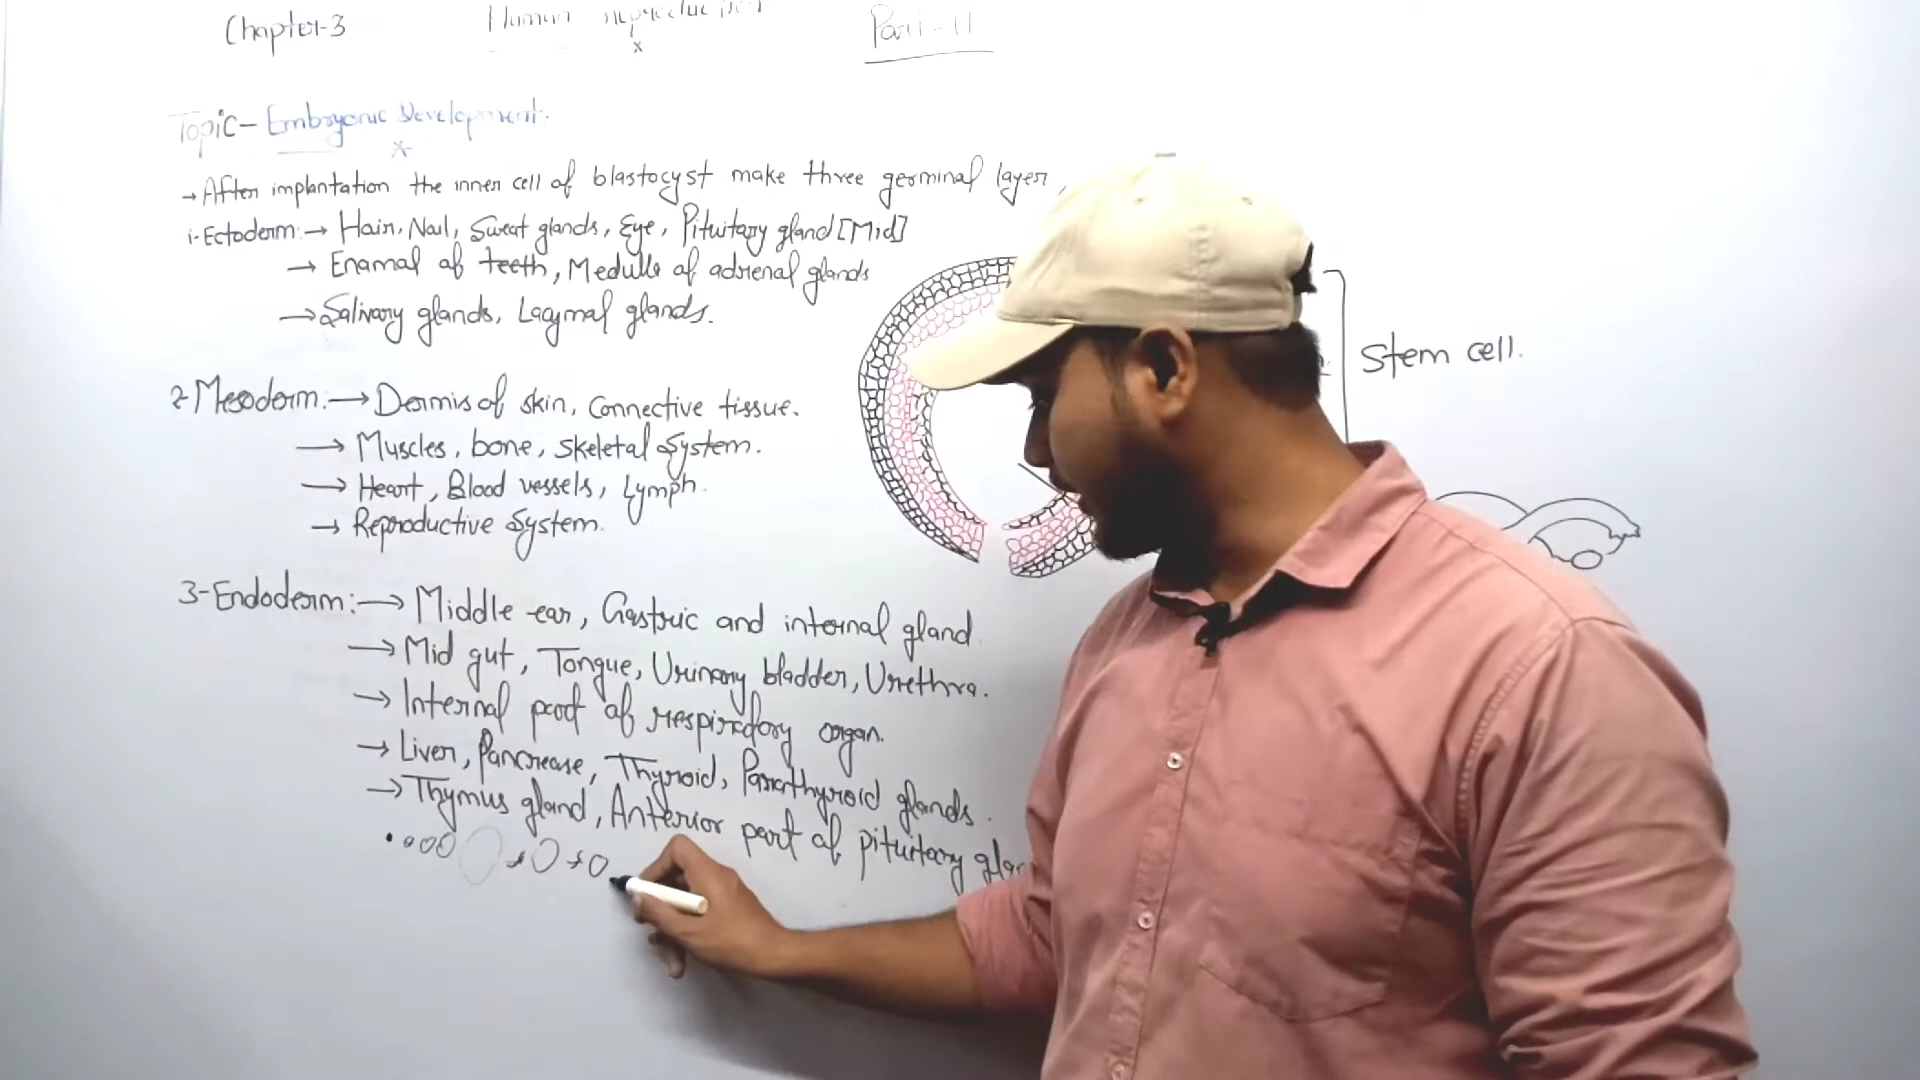 Chapter-3 Human reproduction Part-II
Topic- Embryonic Development.
→ After implantation the inner cell of blastocyst make three germinal layer,
1-Ectoderm:→ Hair, Nail, Sweat glands, Eye, Pituitary gland [Mid]
→ Enamal of teeth, Medulla of adrenal glands
→ Salivary glands, Lacymal glands.
Stem cell.
2-Mesoderm:→ Dermis of skin, Connective tissue.
→ Muscles, bone, skeletal System.
→ Heart, Blood vessels, Lymph.
→ Reproductive System.
3-Endoderm:→ Middle ear, Gastric and internal gland.
→ Mid gut, Tongue, Urinary bladder, Urethra.
→ Internal part of respiratory organ.
→ Liver, Pancrease, Thyroid, Parathyroid glands.
→ Thymus gland, Anterior part of pituitary glan